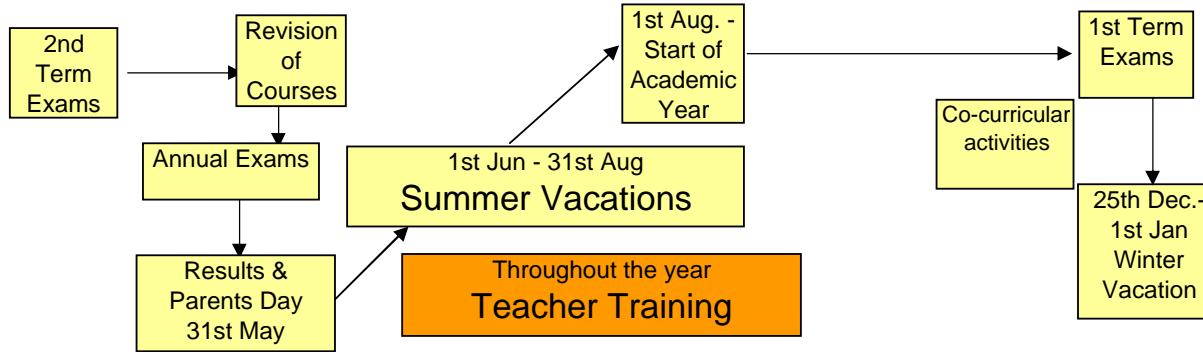 2nd
Term
Exams
Revision
of
Courses
Annual Exams
Results &
Parents Day
31st May
1st Jun - 31st Aug
Summer Vacations
Throughout the year
Teacher Training
1st Aug. -
Start of
Academic
Year
1st Term
Exams
Co-curricular
activities
25th Dec.-
1st Jan
Winter
Vacation